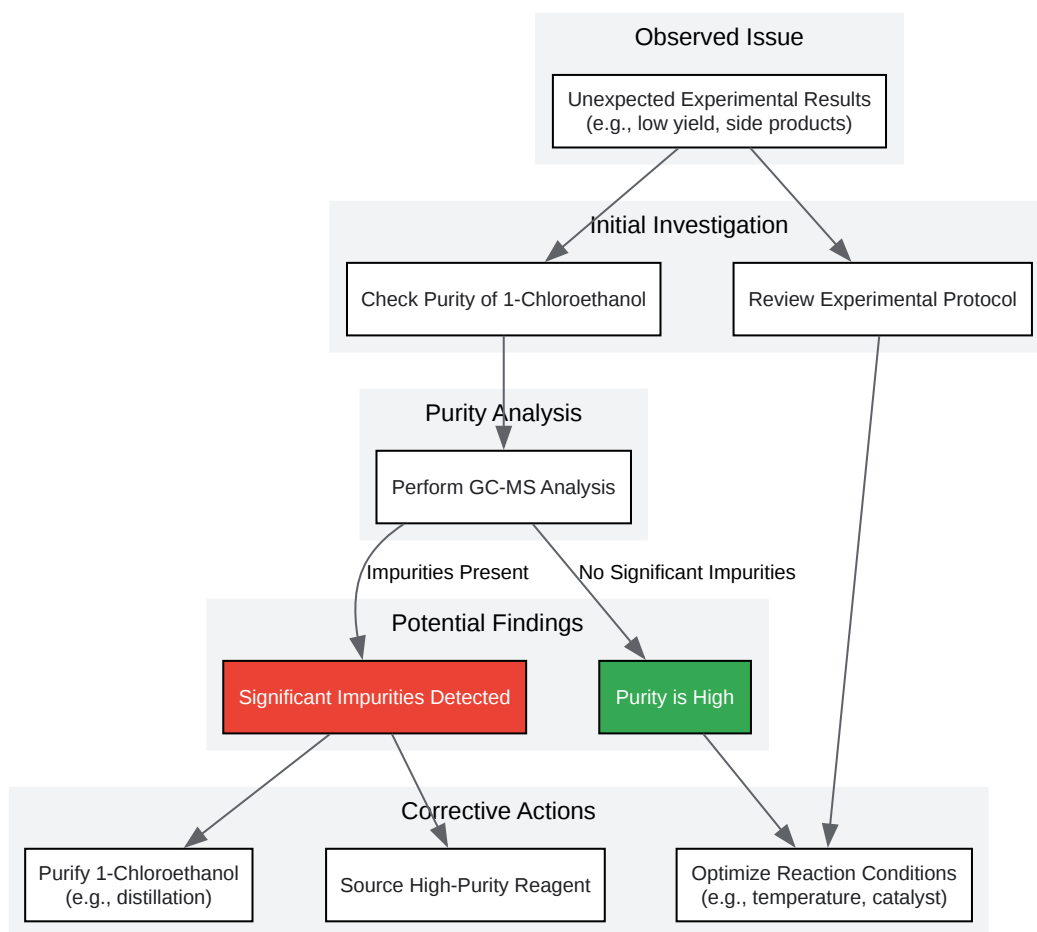 Observed Issue
Unexpected Experimental Results
(e.g., low yield, side products)
Initial Investigation
Check Purity of 1-Chloroethanol
Review Experimental Protocol
Purity Analysis
Perform GC-MS Analysis
Impurities Present
No Significant Impurities
Potential Findings
Significant Impurities Detected
Purity is High
Corrective Actions
Purify 1-Chloroethanol
(e.g., distillation)
Source High-Purity Reagent
Optimize Reaction Conditions
(e.g., temperature, catalyst)